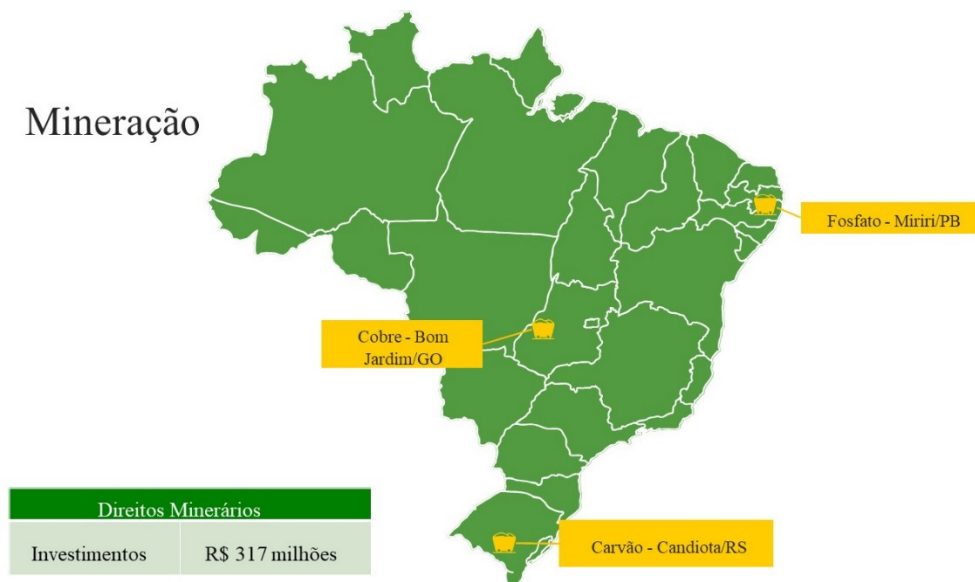 Mineração
Fosfato - Miriri/PB
Cobre - Bom
Jardim/GO
Direitos Minerários
Investimentos R$ 317 milhões
Carvão - Candiota/RS